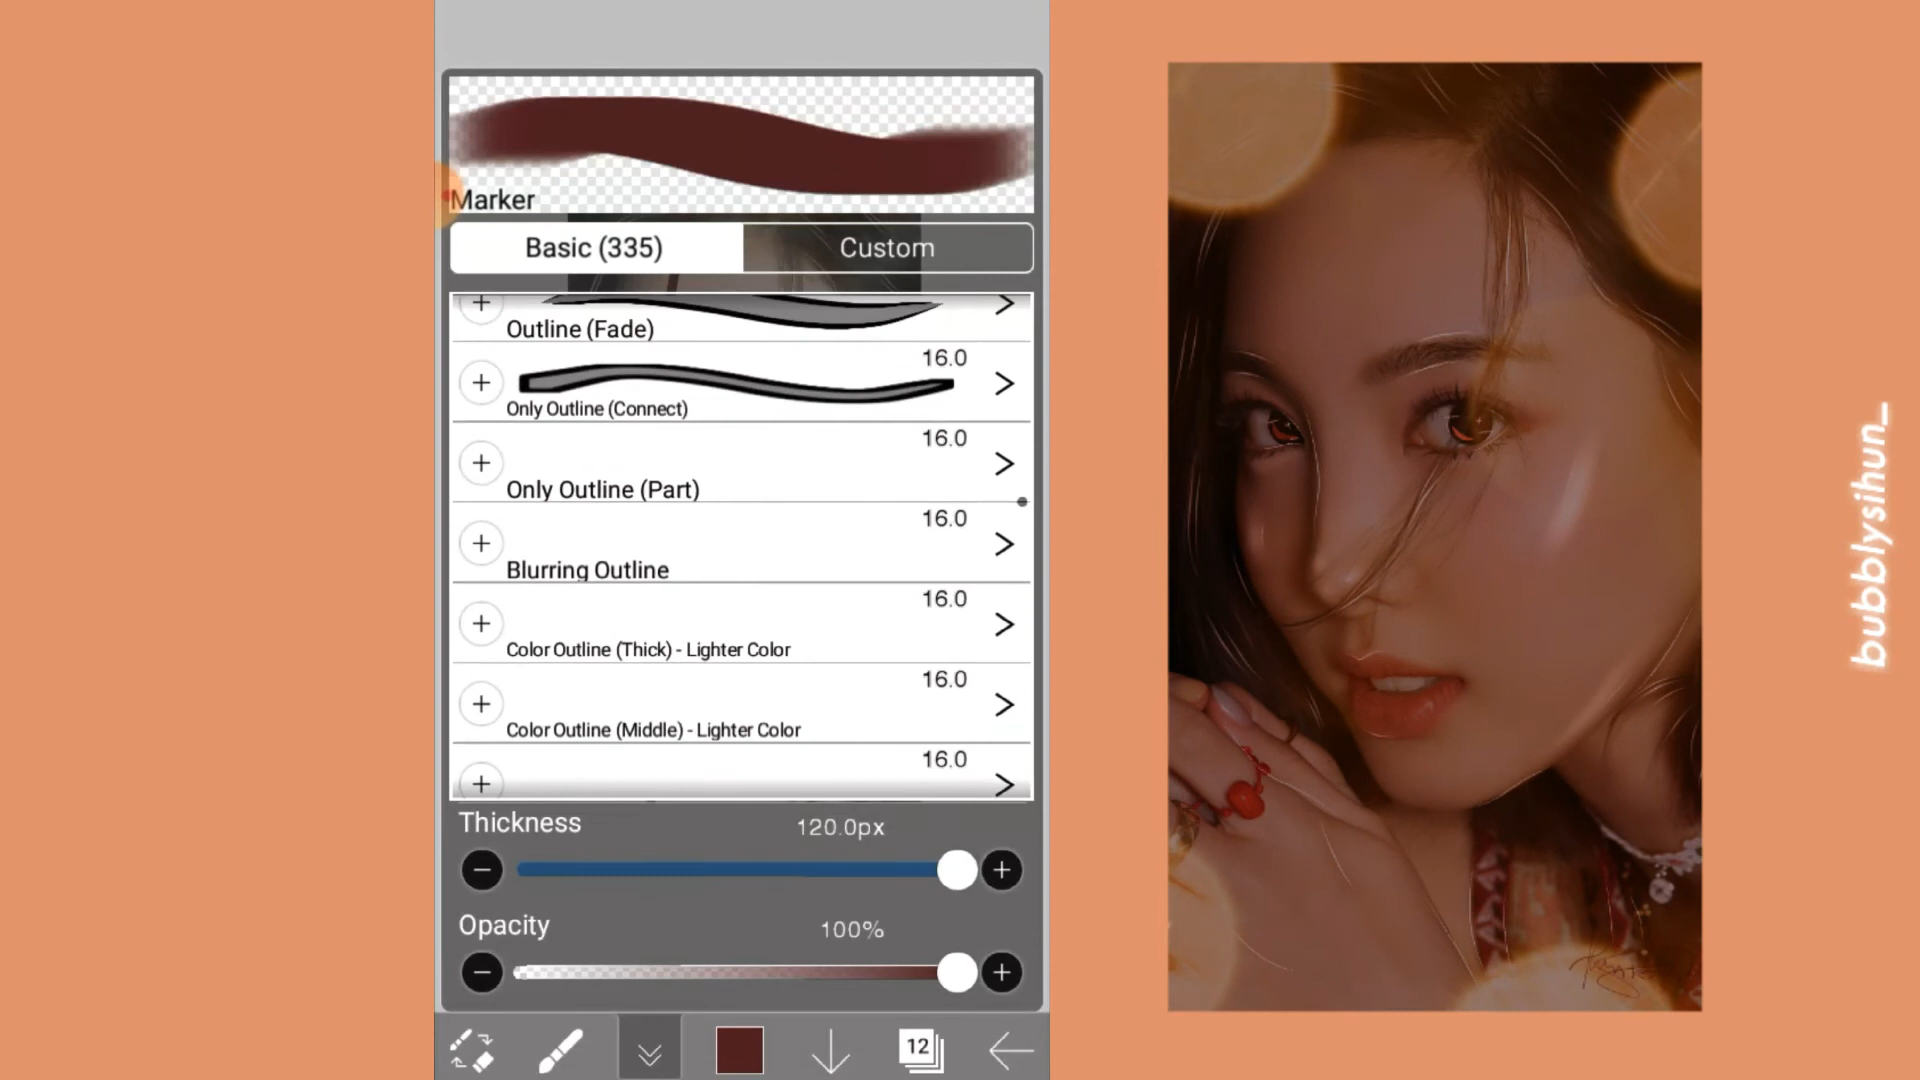 Marker
Basic (335)
Custom
Outline (Fade)
16.0
Only Outline (Connect)
16.0
Only Outline (Part)
16.0
Blurring Outline
16.0
Color Outline (Thick) - Lighter Color
16.0
Color Outline (Middle) - Lighter Color
16.0
Thickness
120.0px
Opacity
100%
12
bubblysihun_